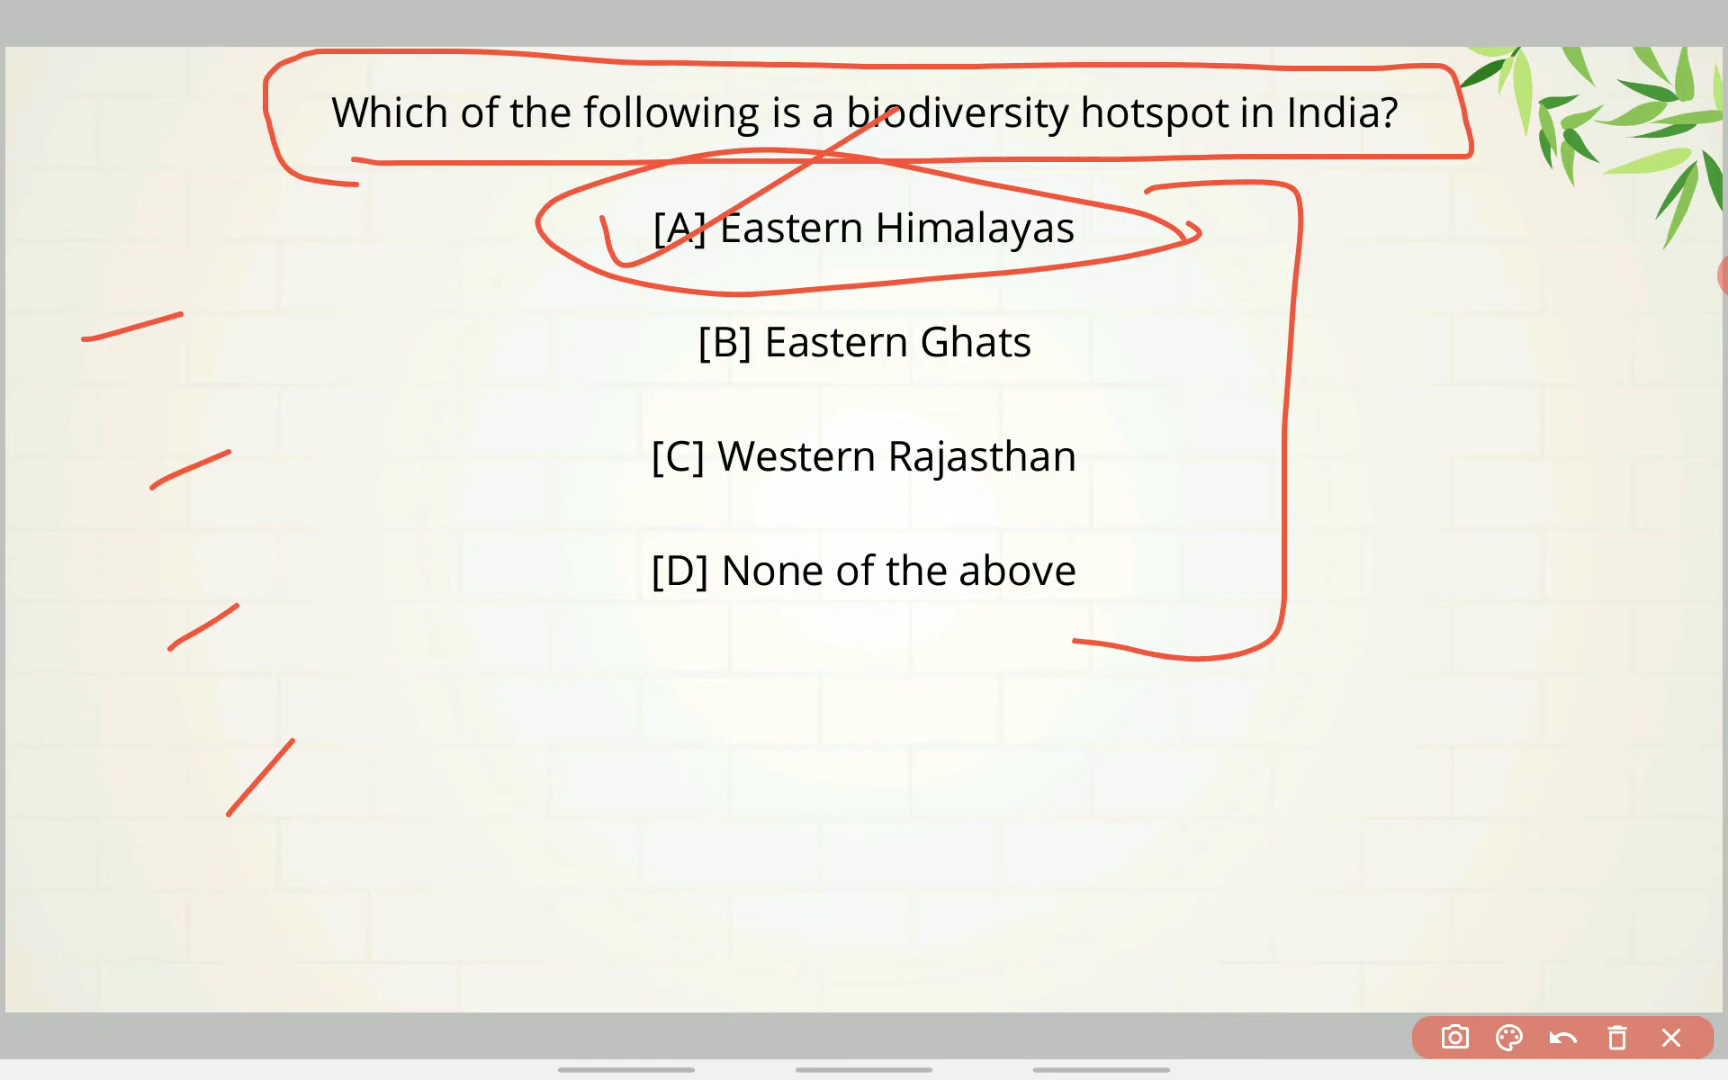 Which of the following is a biodiversity hotspot in India?
[A] Eastern Himalayas
[B] Eastern Ghats
[C] Western Rajasthan
[D] None of the above